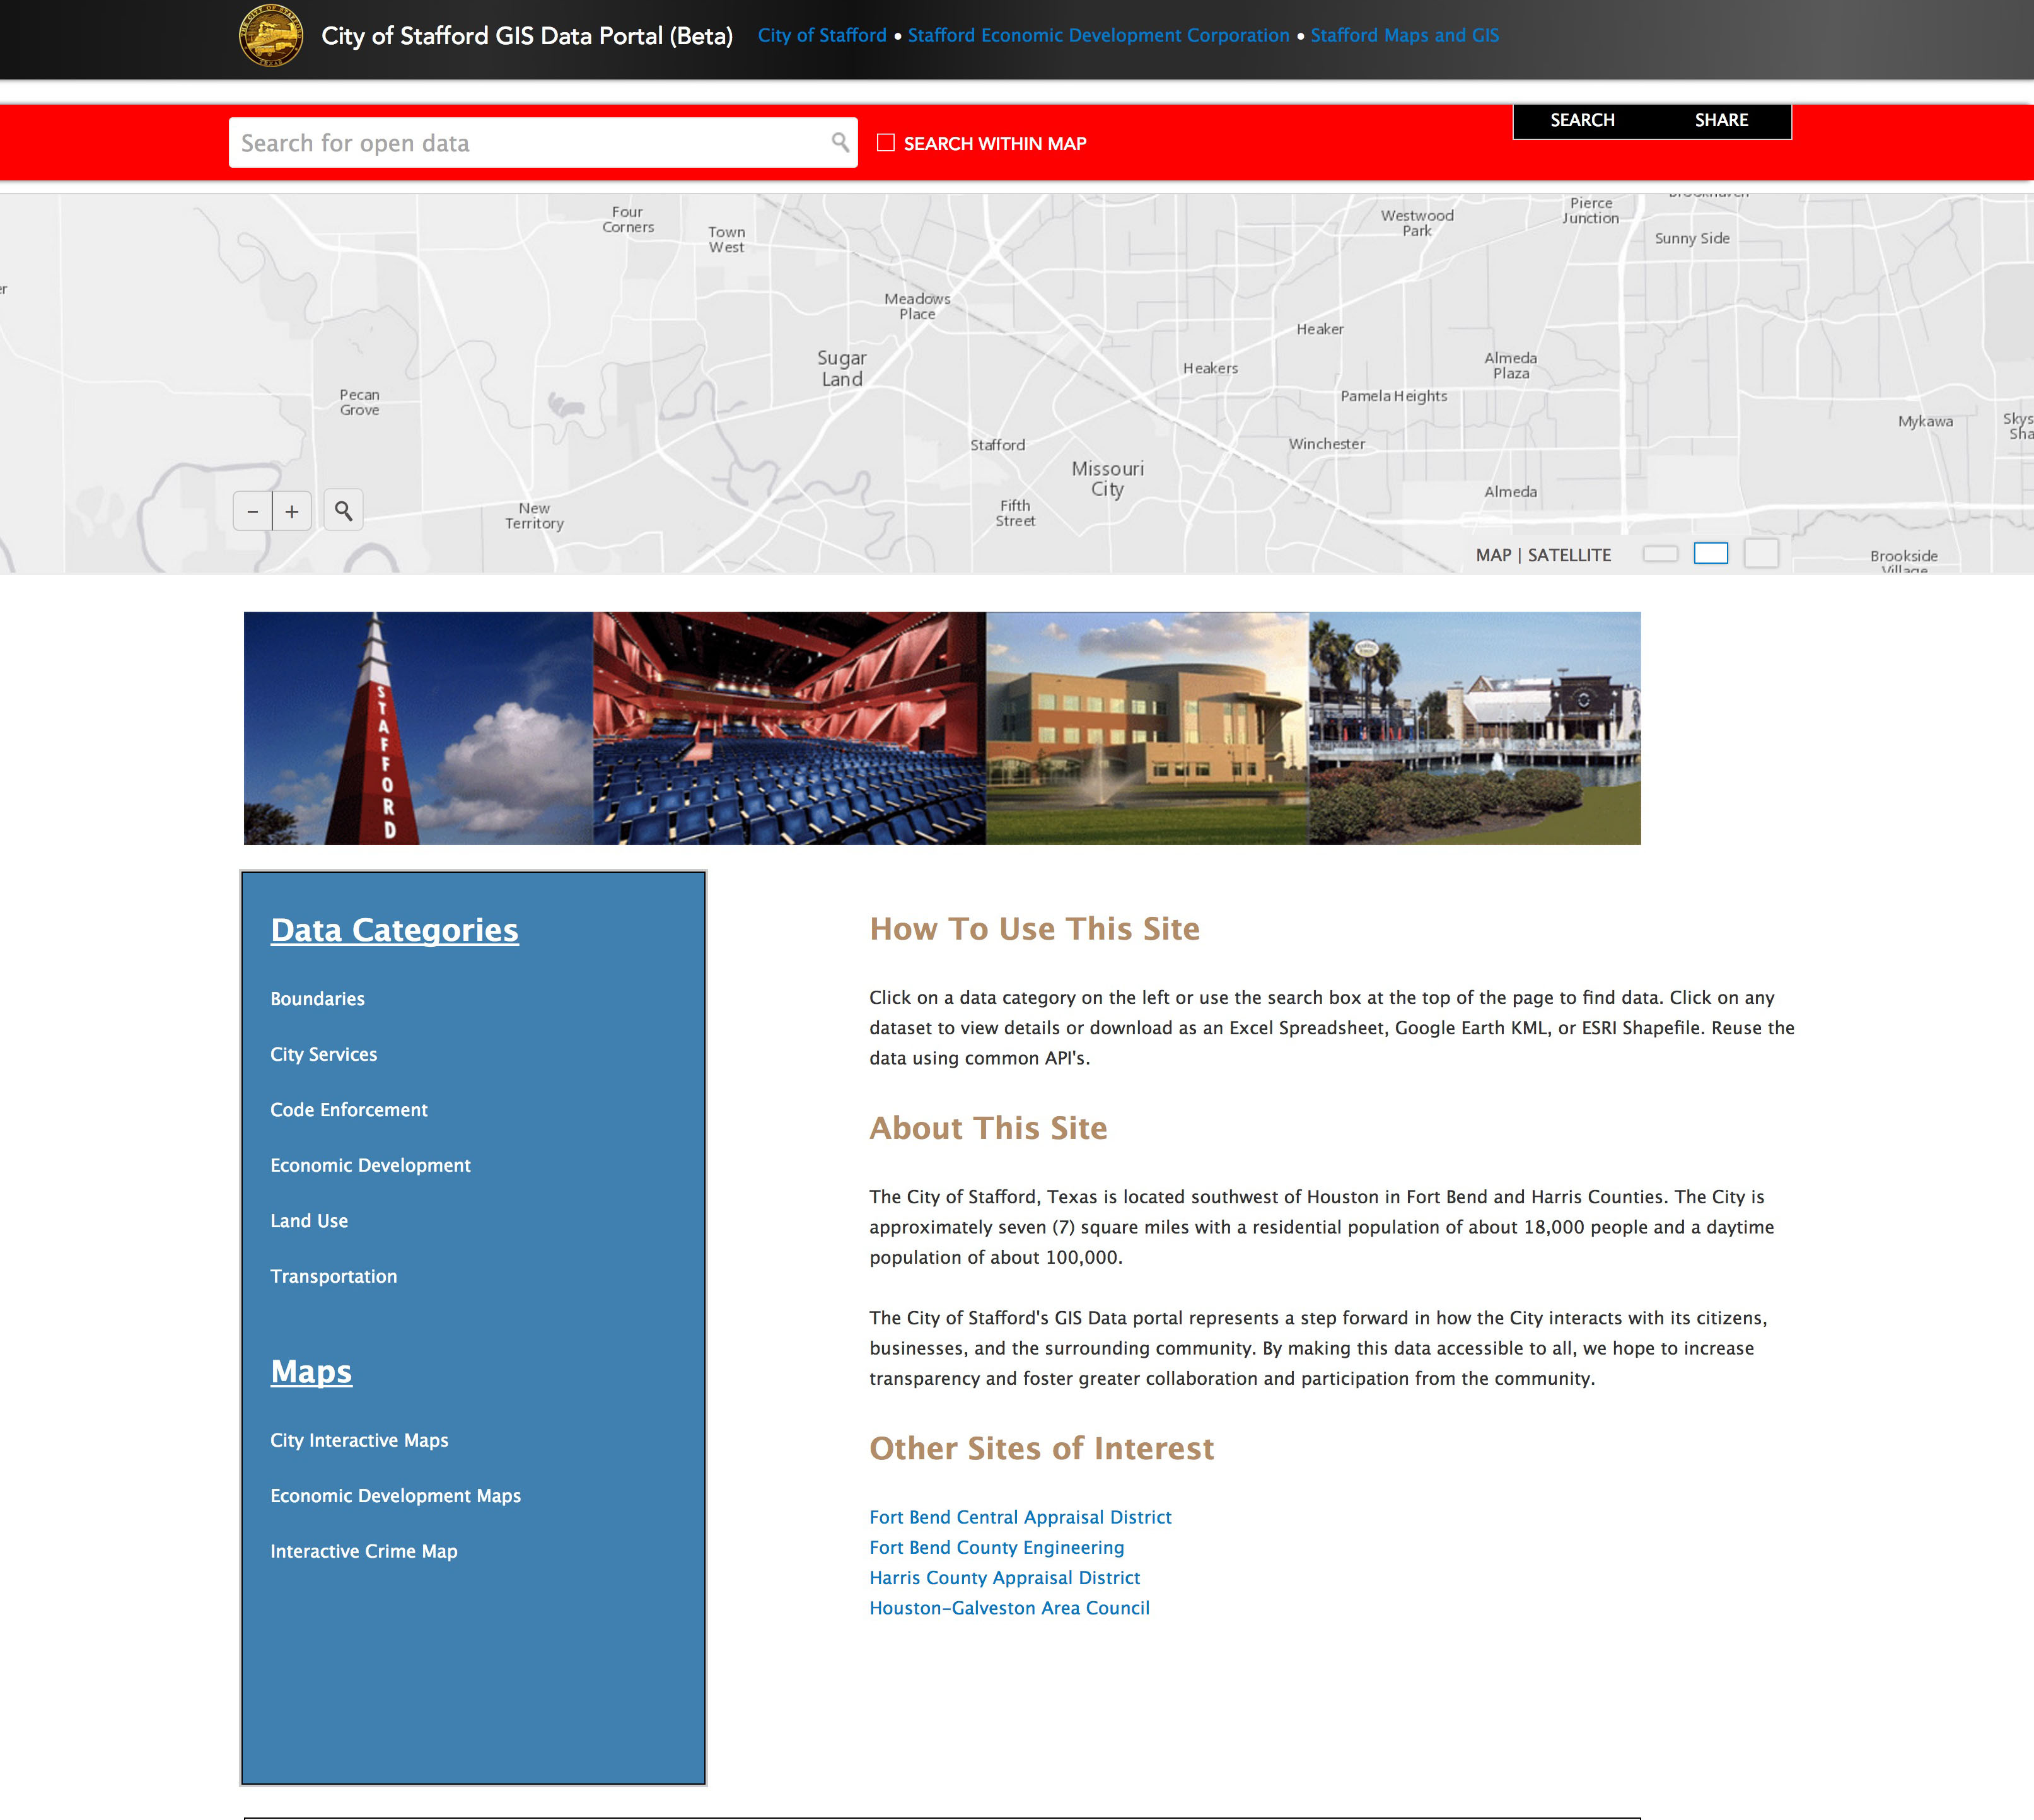 City of Stafford GIS Data Portal (Beta) City of Stafford • Stafford Economic Development Corporation • Stafford Maps and GIS
SEARCH SHARE
Search for open data
SEARCH WITHIN MAP
Four
Corners
Town
West
Westwood
Park
Pierce
Junction
Sunny Side
Meadows
Place
Heaker
Sugar
Land
Heakers
Almeda
Plaza
Pecan
Grove
Pamela Heights
Mykawa
Skys
Sha
Stafford
Winchester
Missouri
City
Almeda
New
Territory
Fifth
Street
− +
MAP | SATELLITE
Brookside
Village
STAFFORD
Data Categories
Boundaries
City Services
Code Enforcement
Economic Development
Land Use
Transportation
Maps
City Interactive Maps
Economic Development Maps
Interactive Crime Map
How To Use This Site
Click on a data category on the left or use the search box at the top of the page to find data. Click on any
dataset to view details or download as an Excel Spreadsheet, Google Earth KML, or ESRI Shapefile. Reuse the
data using common API's.
About This Site
The City of Stafford, Texas is located southwest of Houston in Fort Bend and Harris Counties. The City is
approximately seven (7) square miles with a residential population of about 18,000 people and a daytime
population of about 100,000.
The City of Stafford's GIS Data portal represents a step forward in how the City interacts with its citizens,
businesses, and the surrounding community. By making this data accessible to all, we hope to increase
transparency and foster greater collaboration and participation from the community.
Other Sites of Interest
Fort Bend Central Appraisal District
Fort Bend County Engineering
Harris County Appraisal District
Houston-Galveston Area Council